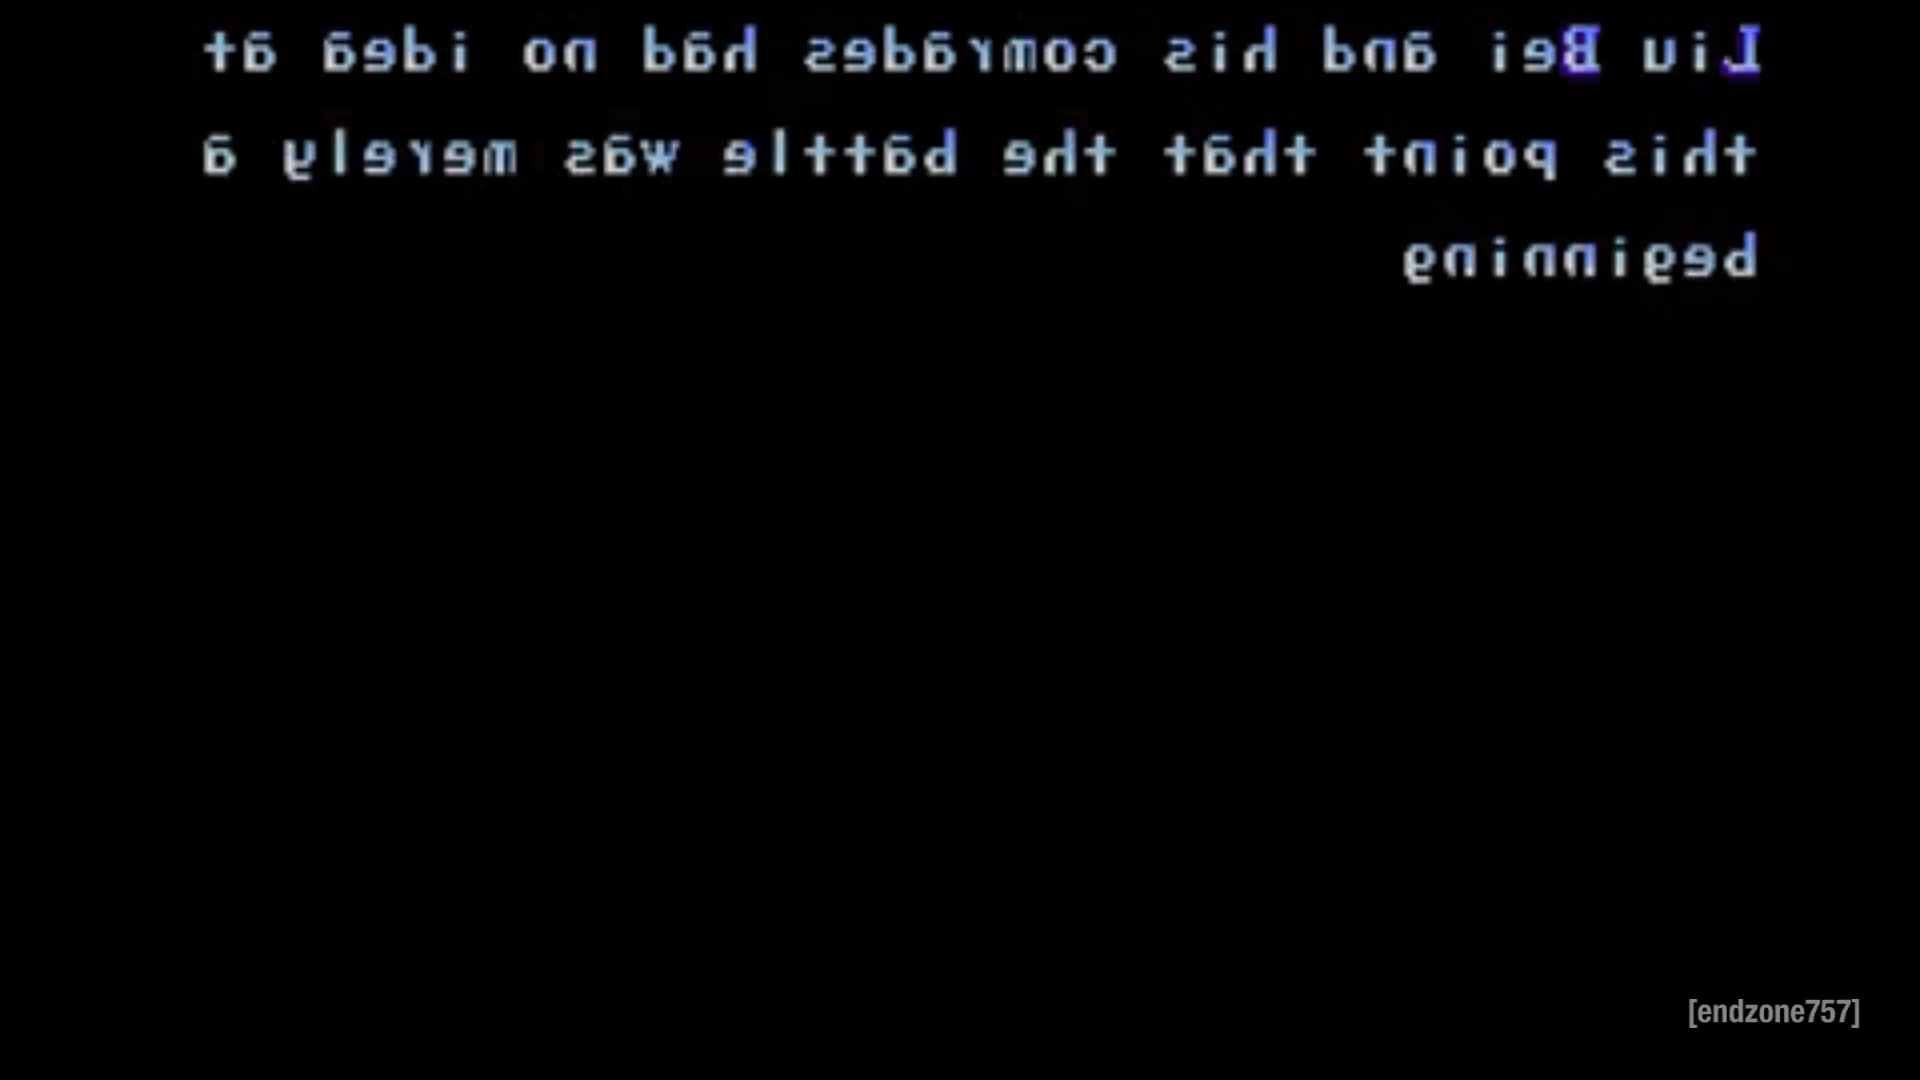 Liu Bei and his comrades had no idea at
this point that the battle was merely a
beginning
[endzone757]